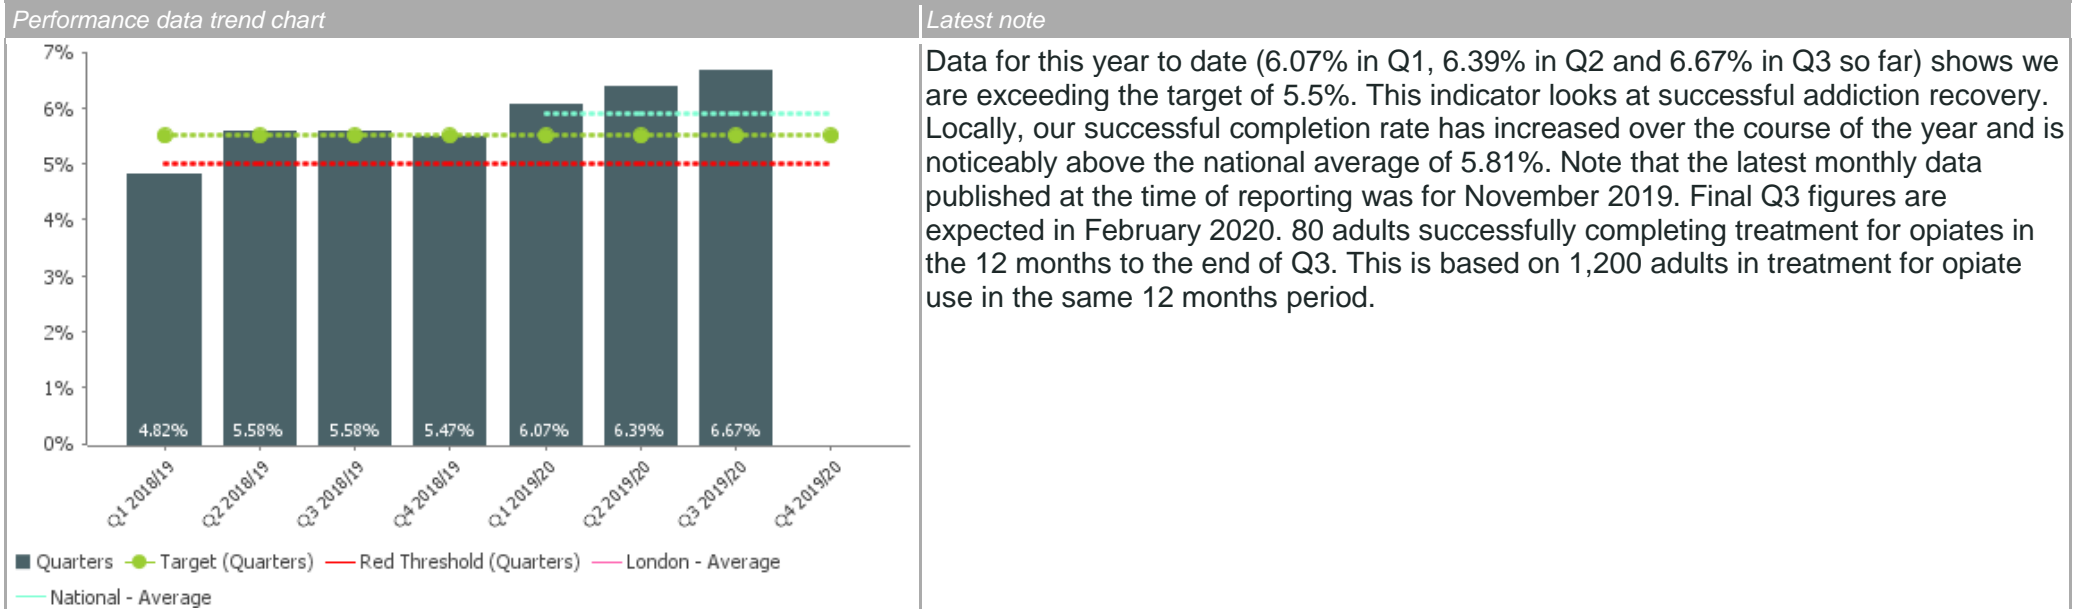 Performance data trend chart
Latest note
7%
6%
5%
4%
3%
2%
1%
0%
4.82%
5.58%
5.58%
5.47%
6.07%
6.39%
6.67%
Q1 2018/19
Q2 2018/19
Q3 2018/19
Q4 2018/19
Q1 2019/20
Q2 2019/20
Q3 2019/20
Q4 2019/20
Quarters
Target (Quarters)
Red Threshold (Quarters)
London - Average
National - Average
Data for this year to date (6.07% in Q1, 6.39% in Q2 and 6.67% in Q3 so far) shows we
are exceeding the target of 5.5%. This indicator looks at successful addiction recovery.
Locally, our successful completion rate has increased over the course of the year and is
noticeably above the national average of 5.81%. Note that the latest monthly data
published at the time of reporting was for November 2019. Final Q3 figures are
expected in February 2020. 80 adults successfully completing treatment for opiates in
the 12 months to the end of Q3. This is based on 1,200 adults in treatment for opiate
use in the same 12 months period.